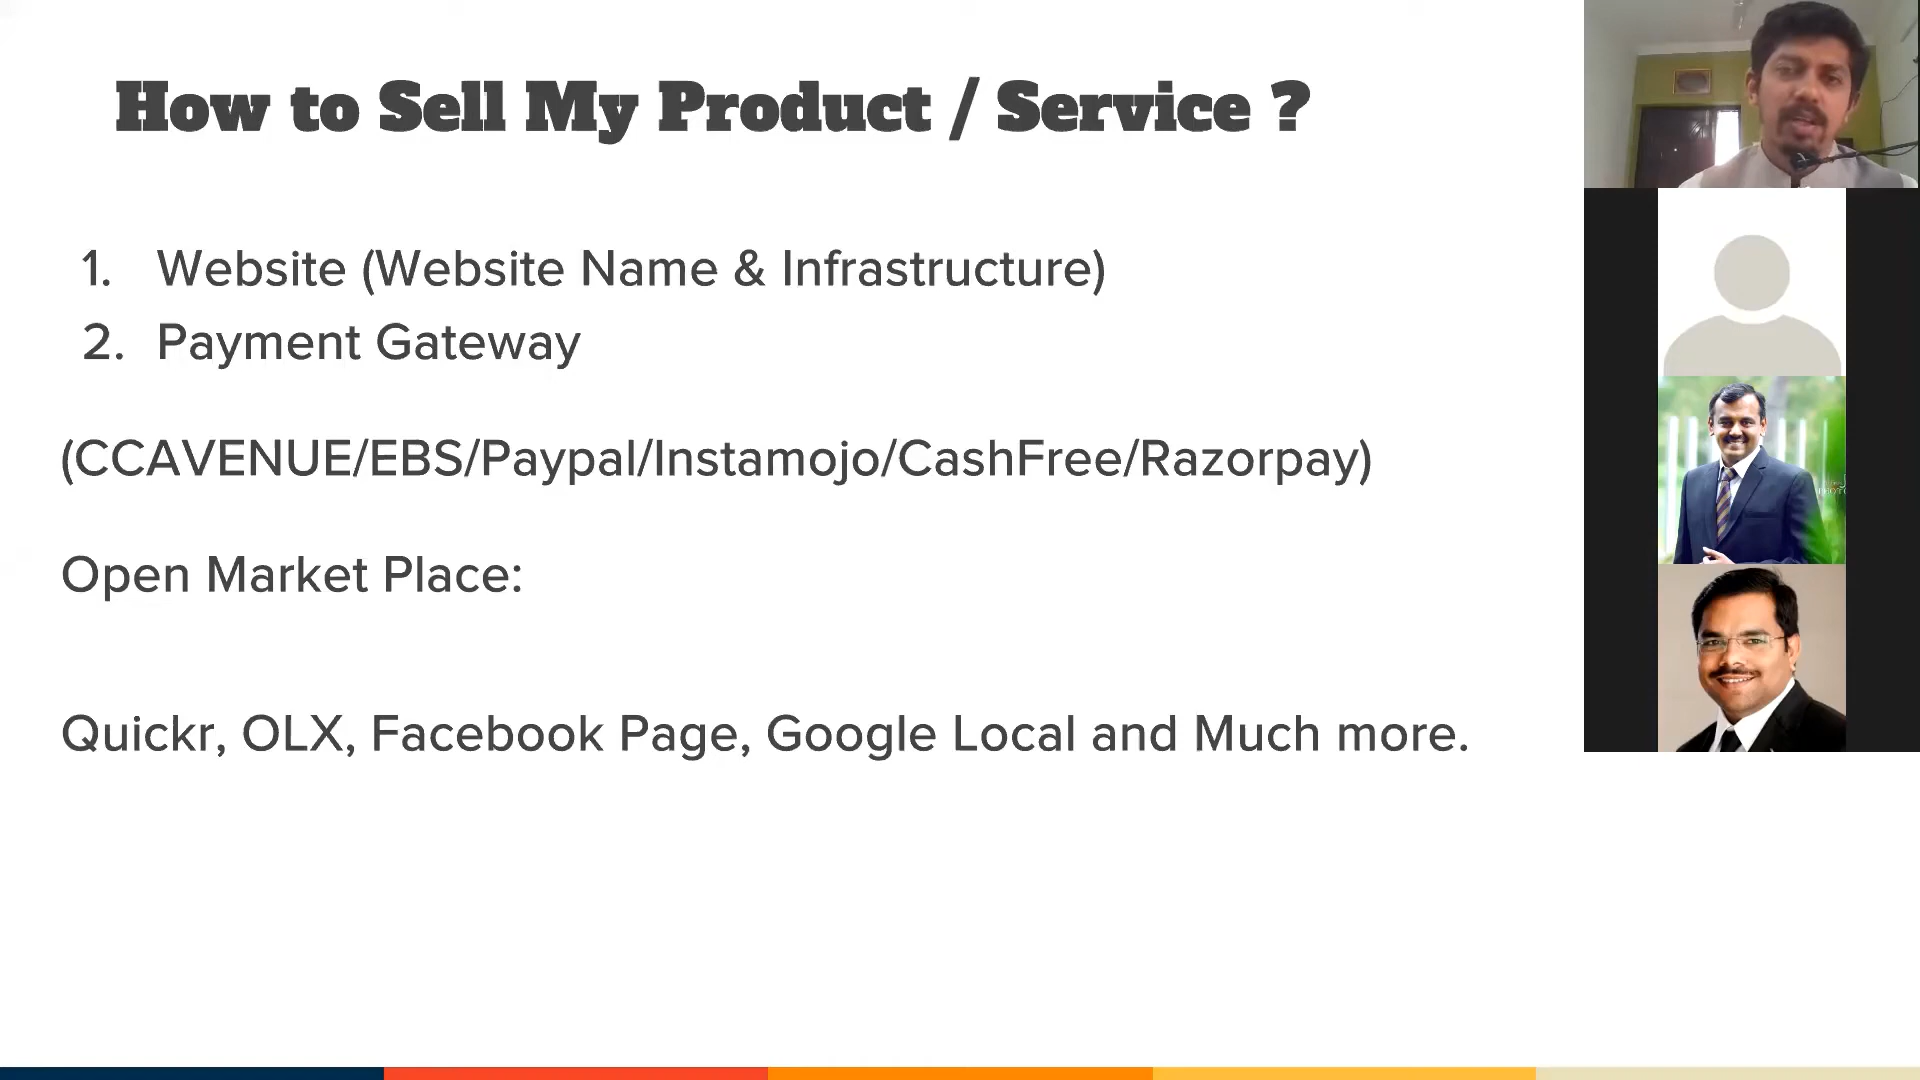 How to Sell My Product / Service ?
1. Website (Website Name & Infrastructure)
2. Payment Gateway
(CCAVENUE/EBS/Paypal/Instamojo/CashFree/Razorpay)
Open Market Place:
Quickr, OLX, Facebook Page, Google Local and Much more.